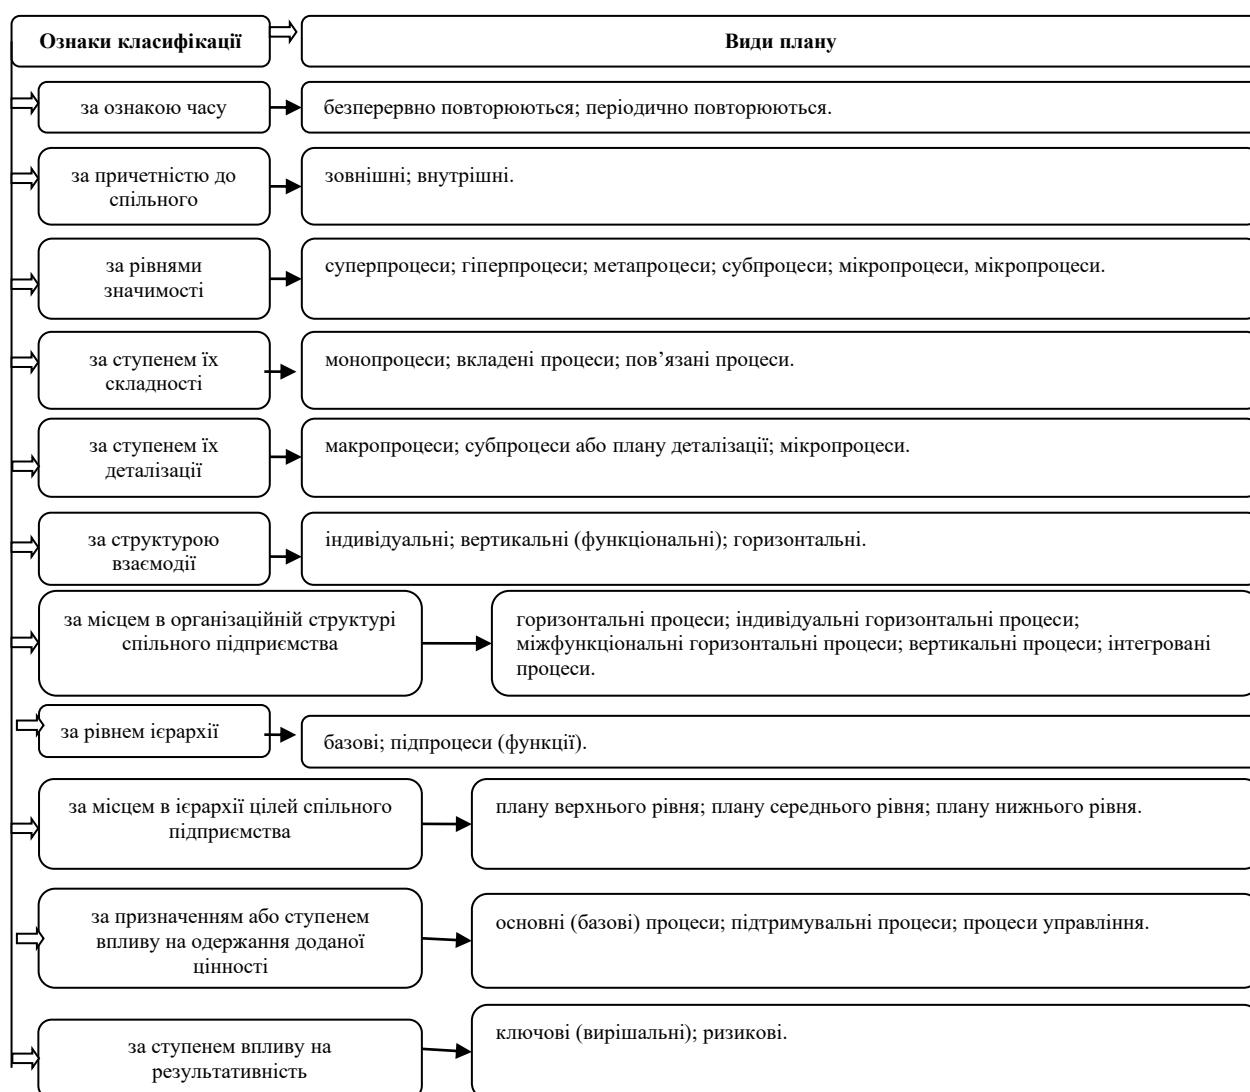 Ознаки класифікації
Види плану
за ознакою часу
безперервно повторюються; періодично повторюються.
за причетністю до
спільного
зовнішні; внутрішні.
за рівнями
значимості
суперпроцеси; гіперпроцеси; метапроцеси; субпроцеси; мікропроцеси, мікропроцеси.
за ступенем їх
складності
монопроцеси; вкладені процеси; пов’язані процеси.
за ступенем їх
деталізації
макропроцеси; субпроцеси або плану деталізації; мікропроцеси.
за структурою
взаємодії
індивідуальні; вертикальні (функціональні); горизонтальні.
за місцем в організаційній структурі
спільного підприємства
горизонтальні процеси; індивідуальні горизонтальні процеси;
міжфункціональні горизонтальні процеси; вертикальні процеси; інтегровані
процеси.
за рівнем ієрархії
базові; підпроцеси (функції).
за місцем в ієрархії цілей спільного
підприємства
плану верхнього рівня; плану середнього рівня; плану нижнього рівня.
за призначенням або ступенем
впливу на одержання доданої
цінності
основні (базові) процеси; підтримувальні процеси; процеси управління.
за ступенем впливу на
результативність
ключові (вирішальні); ризикові.